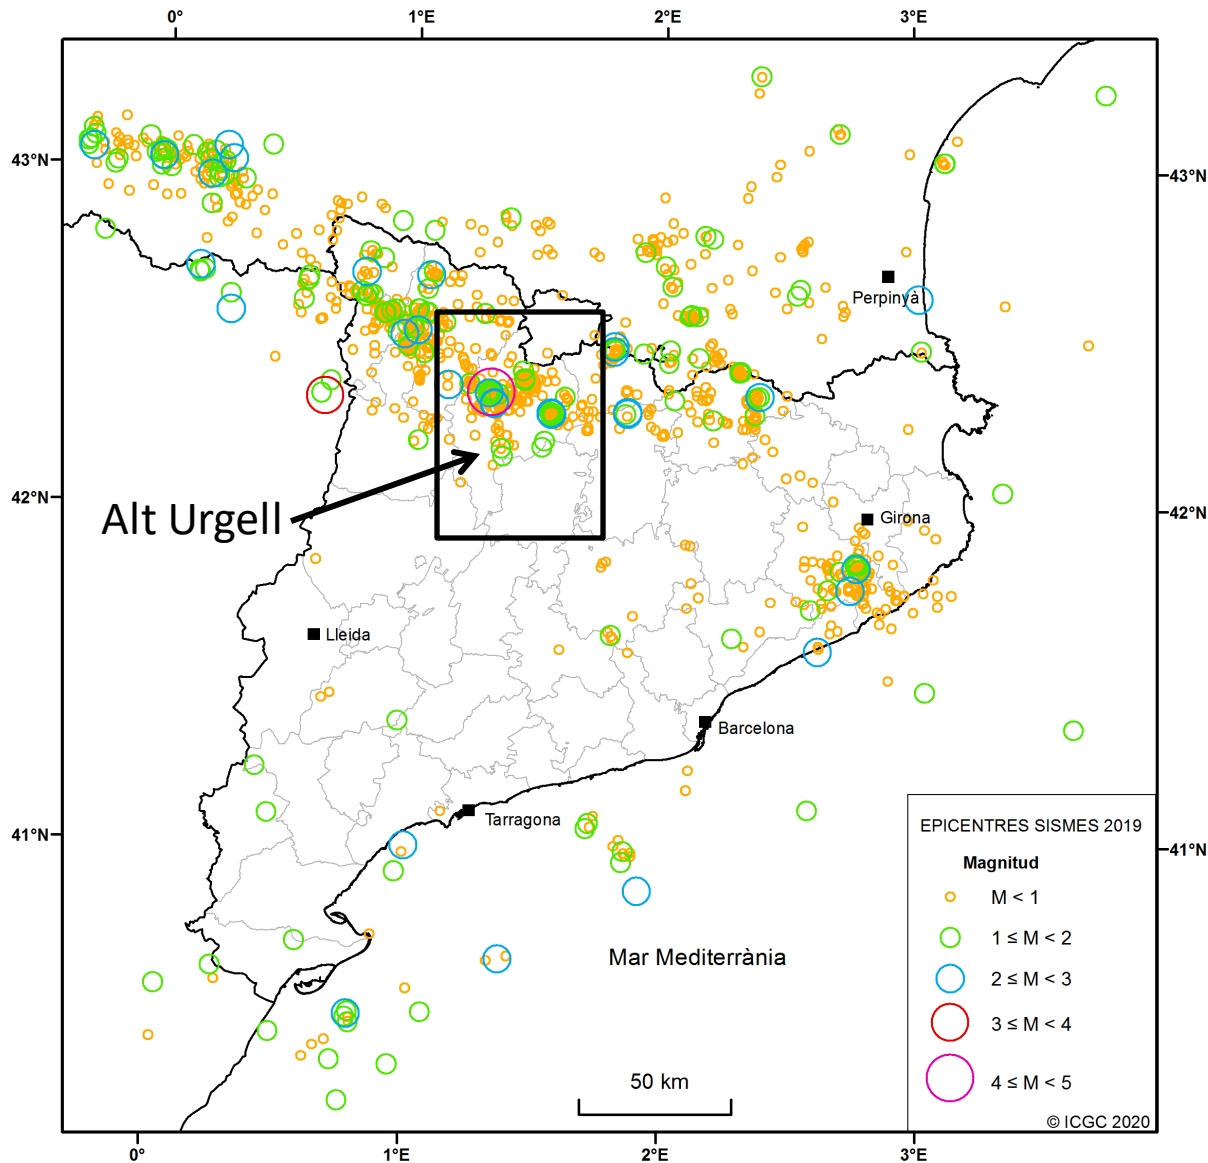 0° 1°E 2°E 3°E
43°N 43°N
Perpinyà
42°N 42°N
Alt Urgell
Girona
Lleida
Barcelona
Tarragona
41°N 41°N
EPICENTRES SISMES 2019
Magnitud
M < 1
1 ≤ M < 2
2 ≤ M < 3
3 ≤ M < 4
4 ≤ M < 5
Mar Mediterrània
50 km
© ICGC 2020
0° 1°E 2°E 3°E